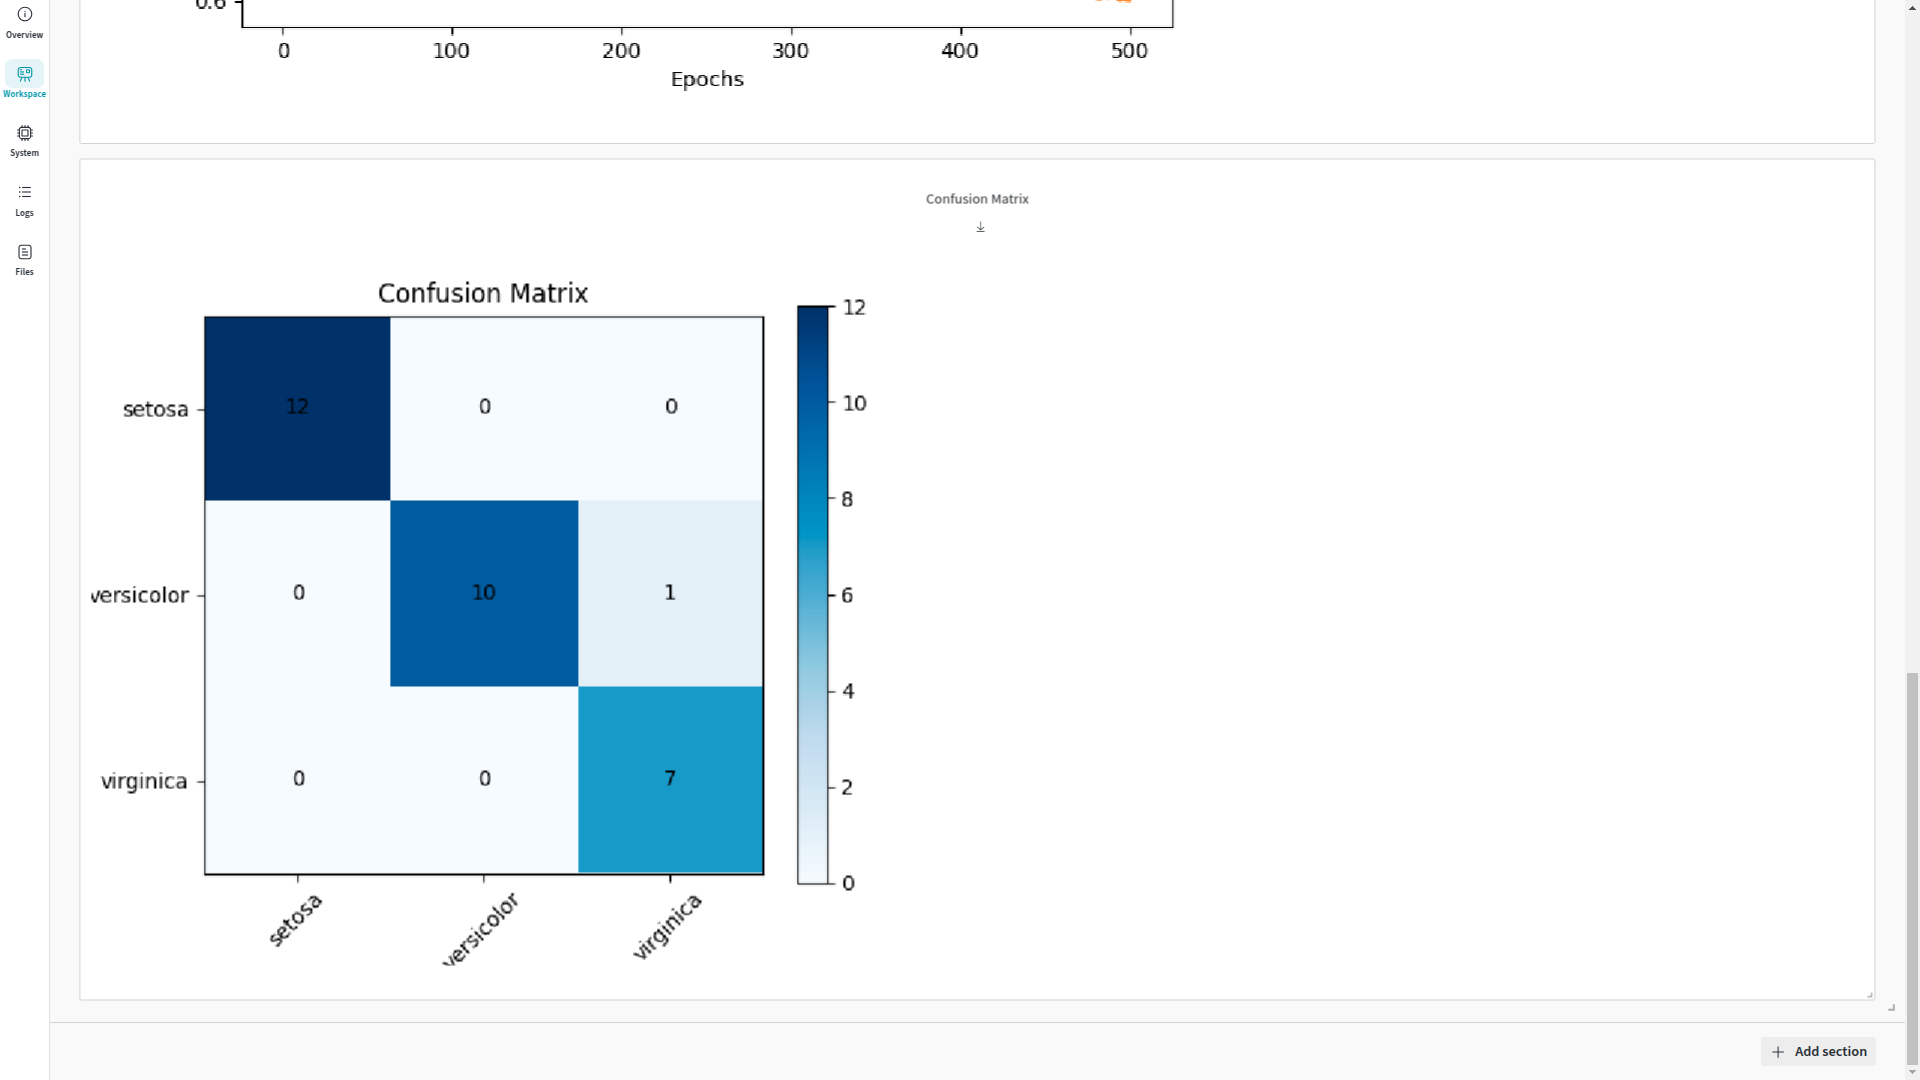 Overview
Workspace
System
Logs
Files
0.6
0 100 200 300 400 500
Epochs
Confusion Matrix
Confusion Matrix
setosa 12 0 0
versicolor 0 10 1
virginica 0 0 7
setosa versicolor virginica
12
10
8
6
4
2
0
Add section